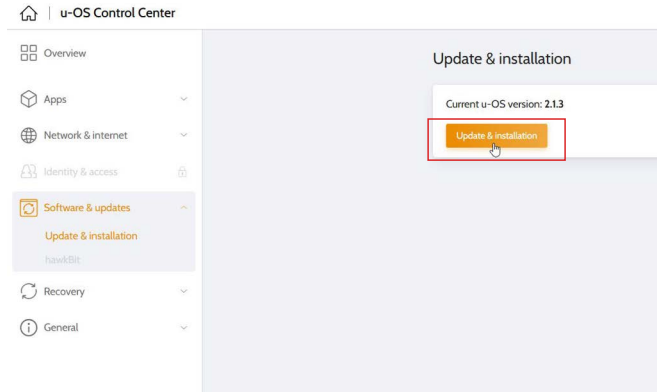 u-OS Control Center
Overview
Apps
Network & internet
Identity & access
Software & updates
Update & installation
hawkBit
Recovery
General
Update & installation
Current u-OS version: 2.1.3
Update & installation